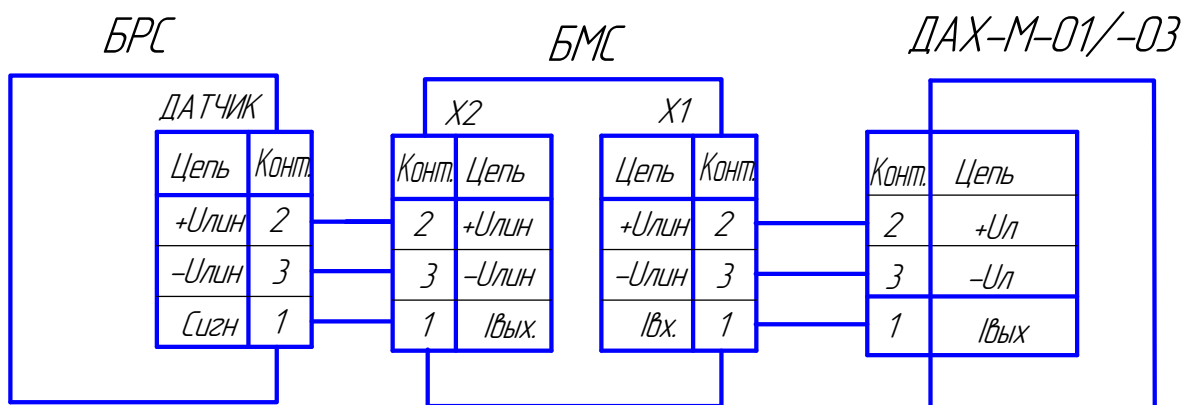 БРС БМС ДАХ-М-01/-03
ДАТЧИК X2 X1
Цепь Конт. Конт. Цепь Цепь Конт. Конт. Цепь
+Uлин 2 2 +Uлин +Uлин 2 2 +Uл
-Uлин 3 3 -Uлин -Uлин 3 3 -Uл
Сигн 1 1 Iвых. Iвх. 1 1 Iвых